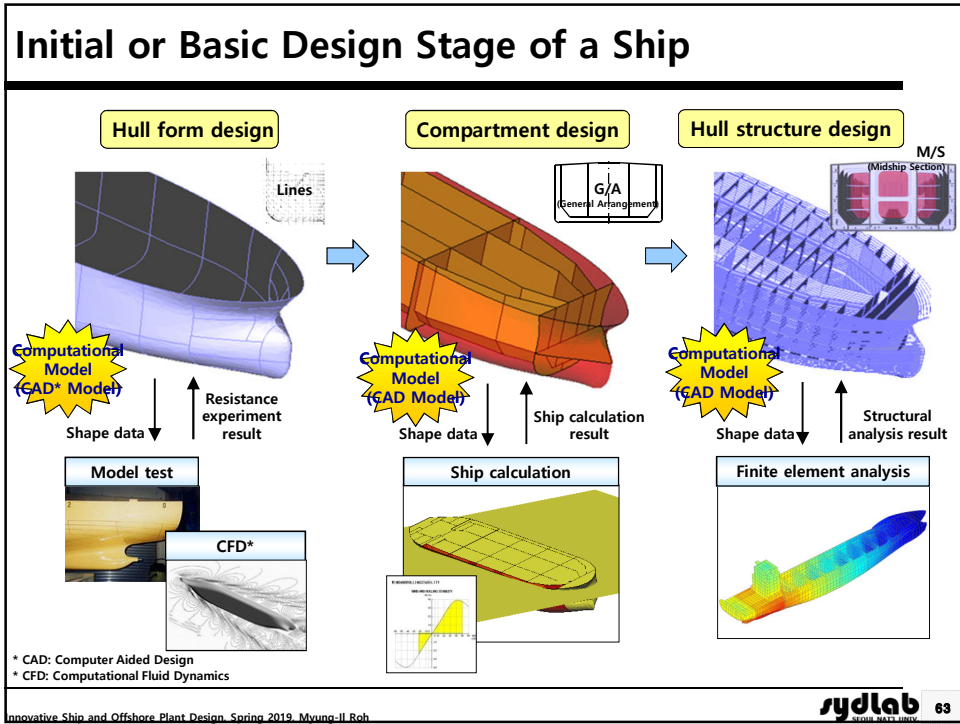 Initial or Basic Design Stage of a Ship
Hull form design
Compartment design
Hull structure design
Lines
G/A
(General Arrangement)
M/S
(Midship Section)
Computational
Model
(CAD* Model)
Computational
Model
(CAD Model)
Computational
Model
(CAD Model)
Shape data
Resistance
experiment
result
Shape data
Ship calculation
result
Shape data
Structural
analysis result
Model test
2
0
CFD*
Ship calculation
Finite element analysis
* CAD: Computer Aided Design
* CFD: Computational Fluid Dynamics
nnovative Ship and Offshore Plant Design, Spring 2019, Myung-Il Roh
sydlab
SEOUL NAT'L UNIV.
63